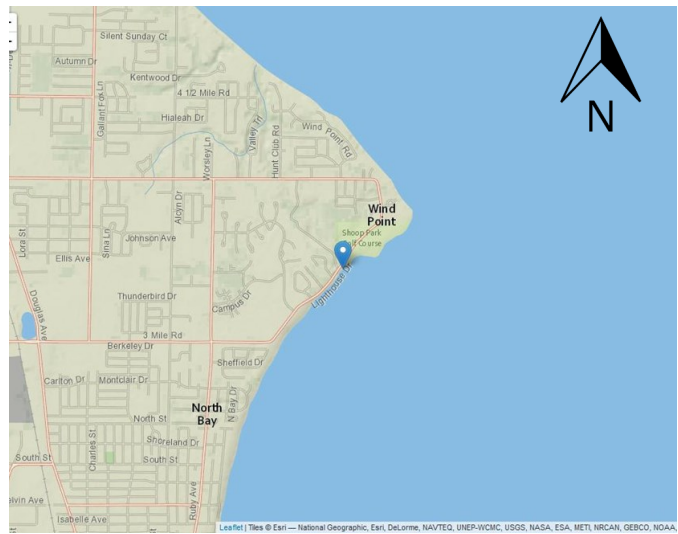 Silent Sunday Ct
Autumn Dr
Kentwood Dr
4 1/2 Mile Rd
Gallant Fox Ln
Hialeah Dr
Valley Trl
Hunt Club Rd
Wind Point Rd
Worsley Ln
N
Wind
Point
Shoop Park
Golf Course
Lora St
Sina Ln
Johnson Ave
Ellis Ave
Lighthouse Dr
Thunderbird Dr
Campus Dr
Douglas Ave
3 Mile Rd
Berkeley Dr
Sheffield Dr
Carlton Dr
Montclair Dr
North
Bay
N Bay Dr
North St
Charles St
Shoreland Dr
South St
South St
Ruby Ave
Isabelle Ave
Leaflet | Tiles © Esri — National Geographic, Esri, DeLorme, NAVTEQ, UNEP-WCMC, USGS, NASA, ESA, METI, NRCAN, GEBCO, NOAA,